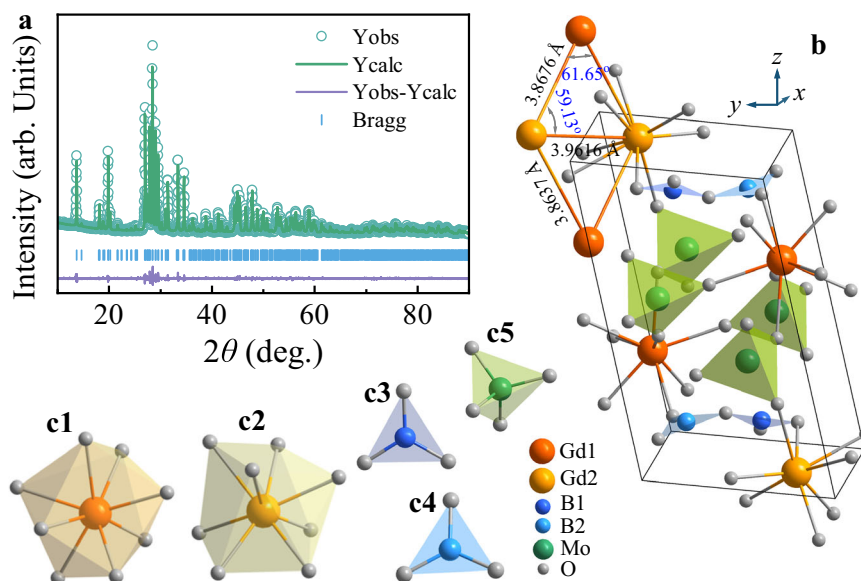 a
Intensity (arb. Units)
Yobs
Ycalc
Yobs-Ycalc
Bragg
20
40
60
80
2θ (deg.)
b
3.8676 Å
61.65°
59.13°
3.9616 Å
3.8637 Å
z
y
x
c1
c2
c3
c4
c5
Gd1
Gd2
B1
B2
Mo
O